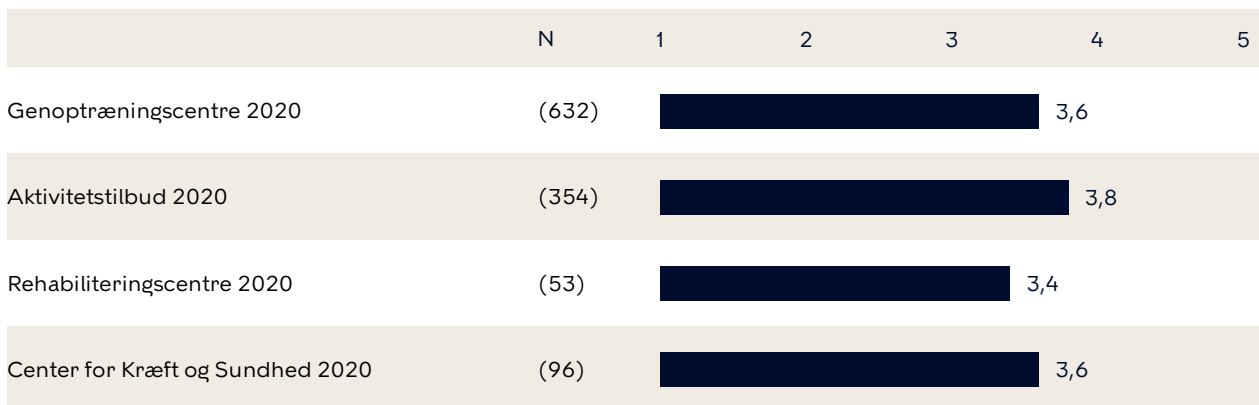 N 1 2 3 4 5
Genoptræningscentre 2020 (632) 3,6
Aktivitetstilbud 2020 (354) 3,8
Rehabiliteringscentre 2020 (53) 3,4
Center for Kræft og Sundhed 2020 (96) 3,6